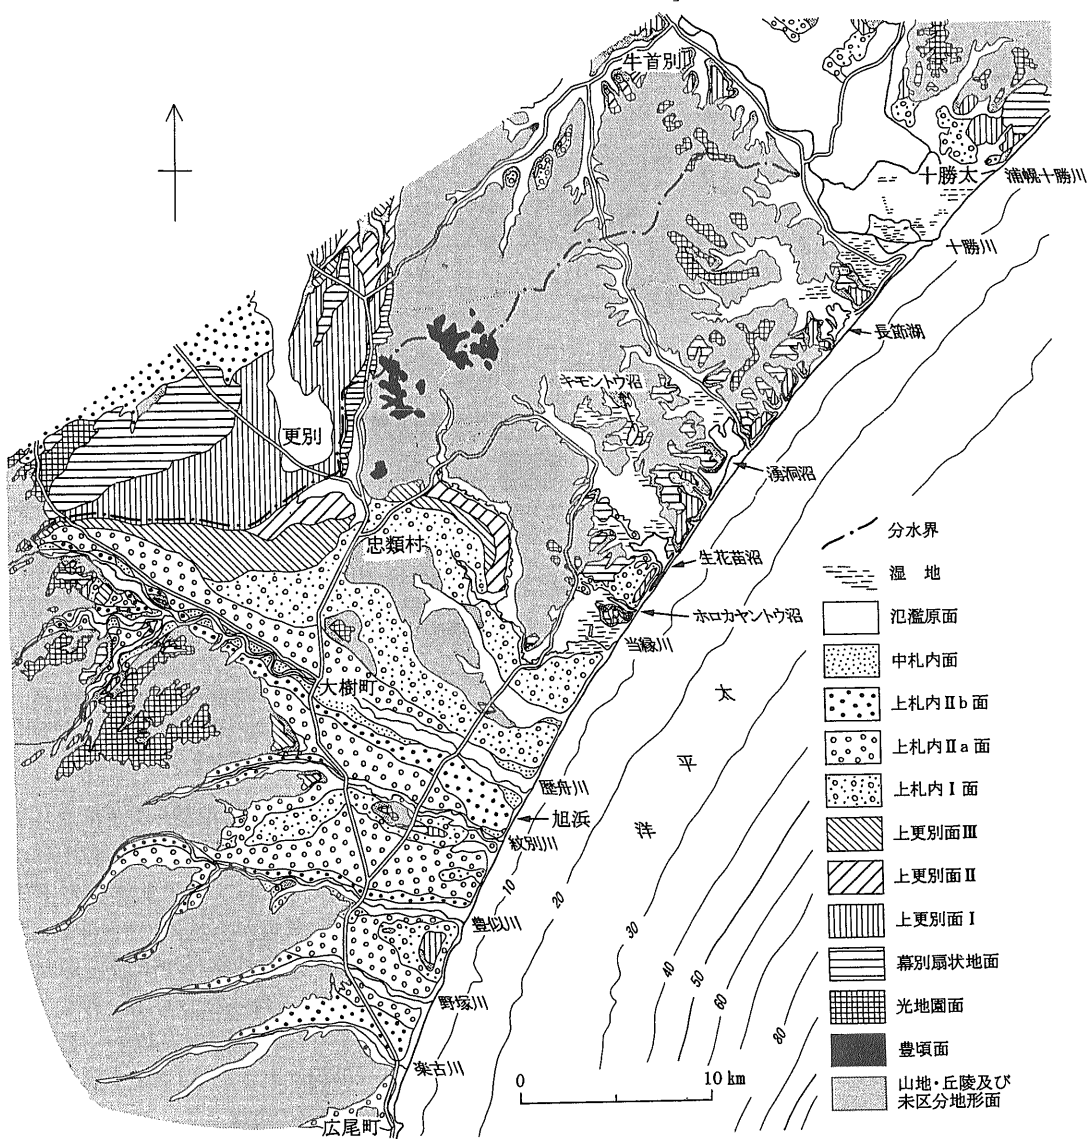 牛首別
十勝太
浦幌十勝川
十勝川
長節湖
キモントウ沼
更別
湧洞沼
忠類村
生花苗沼
ホロカヤントウ沼
当縁川
大樹町
歴舟川
旭浜
紋別川
豊似川
野塚川
楽古川
広尾町
太平洋
10
20
30
40
50
60
80
0
10 km
分水界
湿地
氾濫原面
中札内面
上札内Ⅱb面
上札内Ⅱa面
上札内Ⅰ面
上更別面Ⅲ
上更別面Ⅱ
上更別面Ⅰ
幕別扇状地面
光地園面
豊頃面
山地・丘陵及び
未区分地形面